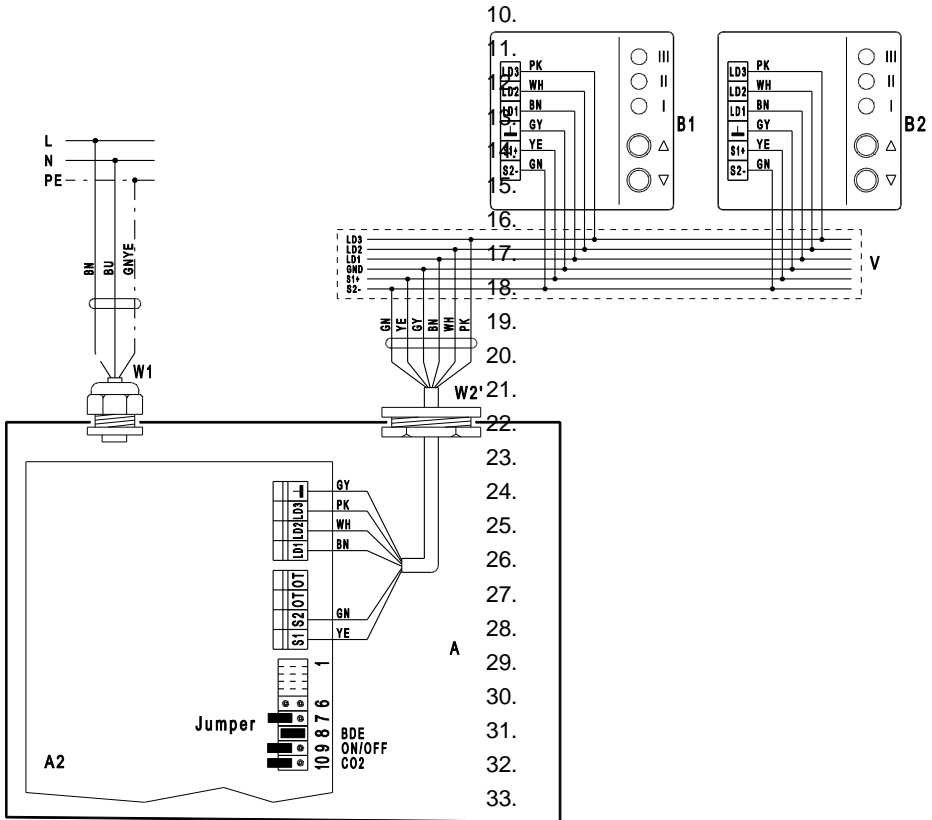 10.
11.
12.
13.
14.
15.
16.
17.
18.
19.
20.
21.
22.
23.
24.
25.
26.
27.
28.
29.
30.
31.
32.
33.
LD3 PK
LD2 WH
LD1 BN
GY
S1+ YE
S2- GN
III
II
I
B1
LD3 PK
LD2 WH
LD1 BN
GY
S1+ YE
S2- GN
III
II
I
B2
L
N
PE
BN
BU
GNYE
W1
LD3
LD2
LD1
GND
S1+
S2-
V
GN
YE
GY
BN
WH
PK
W2'
GY
LD3 PK
LD2 WH
LD1 BN
OT
OT
S2 GN
S1 YE
A
1
6
7
8 BDE
9 ON/OFF
10 CO2
Jumper
A2